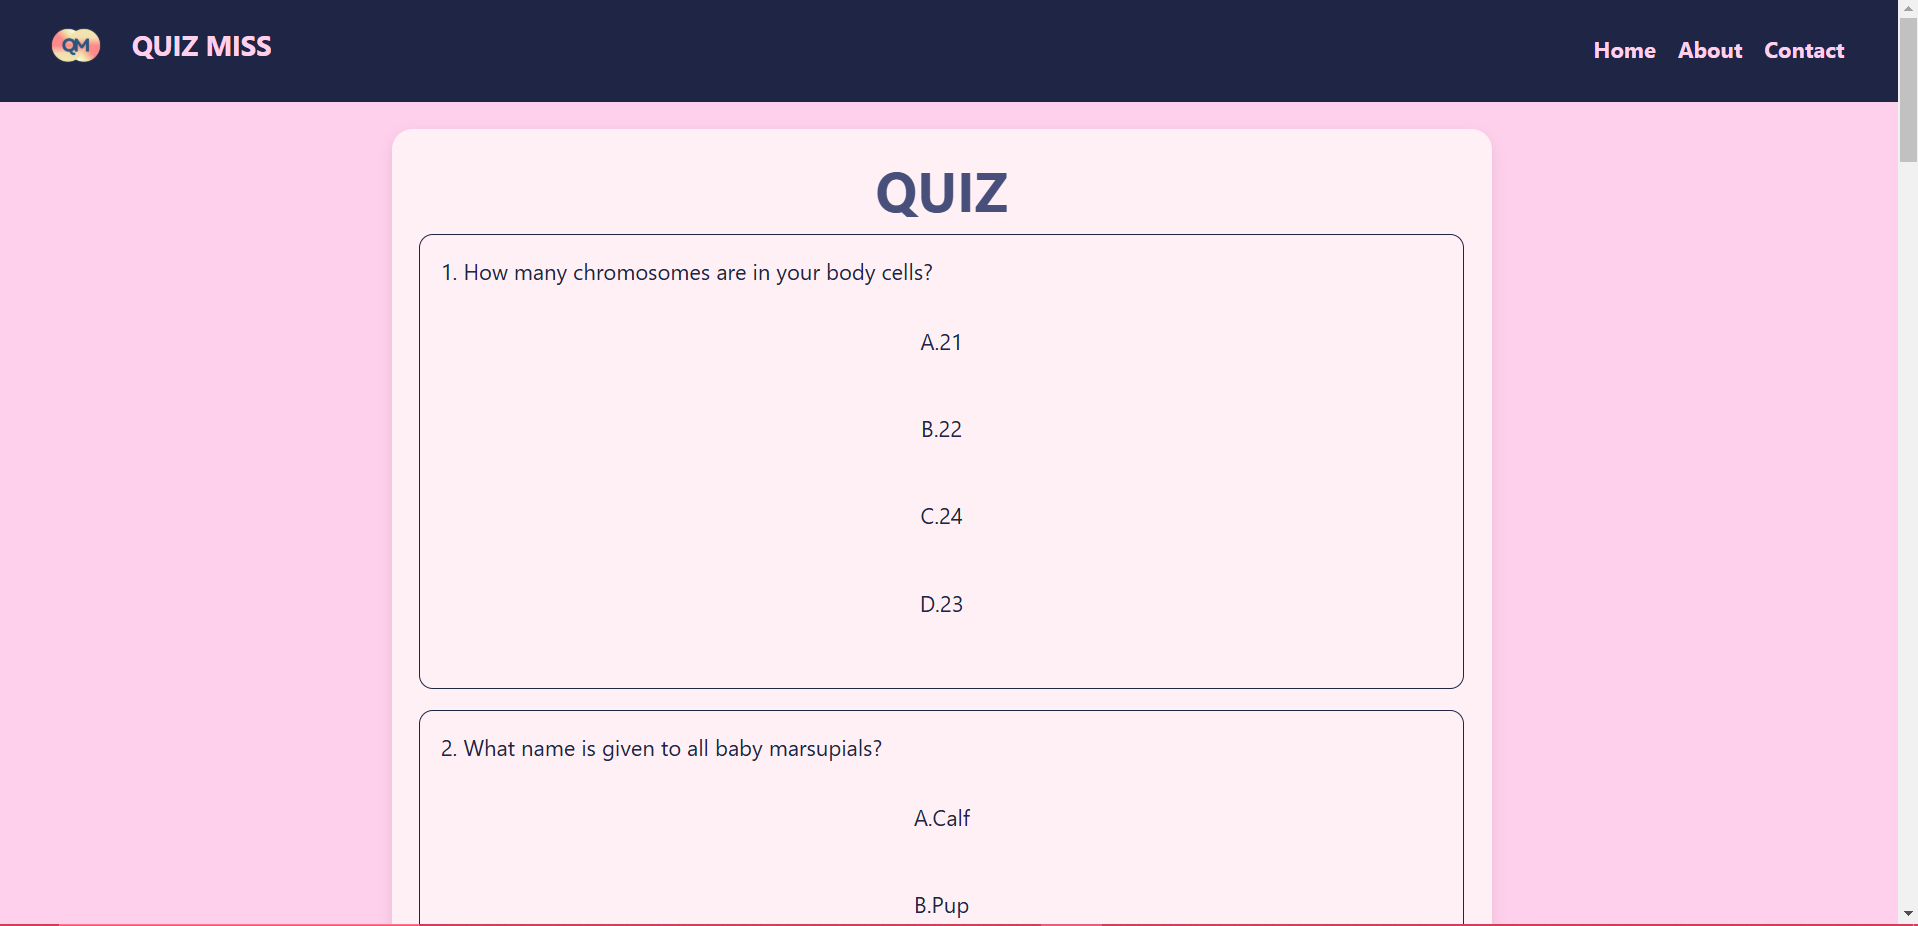 QM QUIZ MISS Home About Contact
QUIZ
1. How many chromosomes are in your body cells?
A.21
B.22
C.24
D.23
2. What name is given to all baby marsupials?
A.Calf
B.Pup